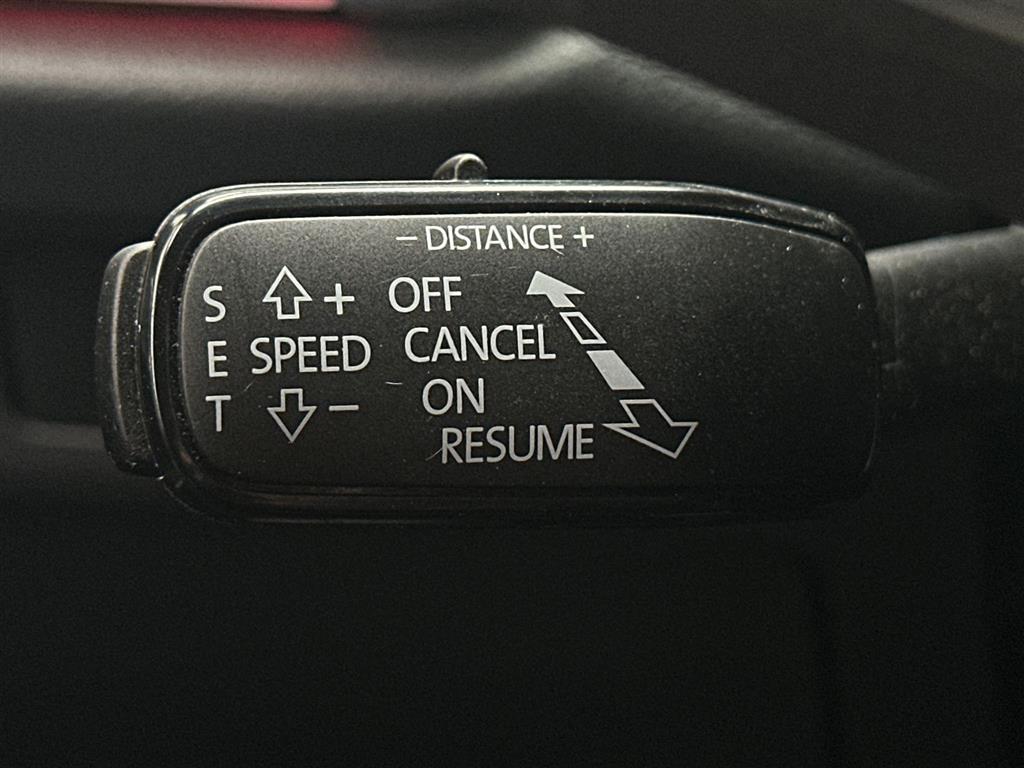 − DISTANCE +
S + OFF
E SPEED CANCEL
T − ON
RESUME